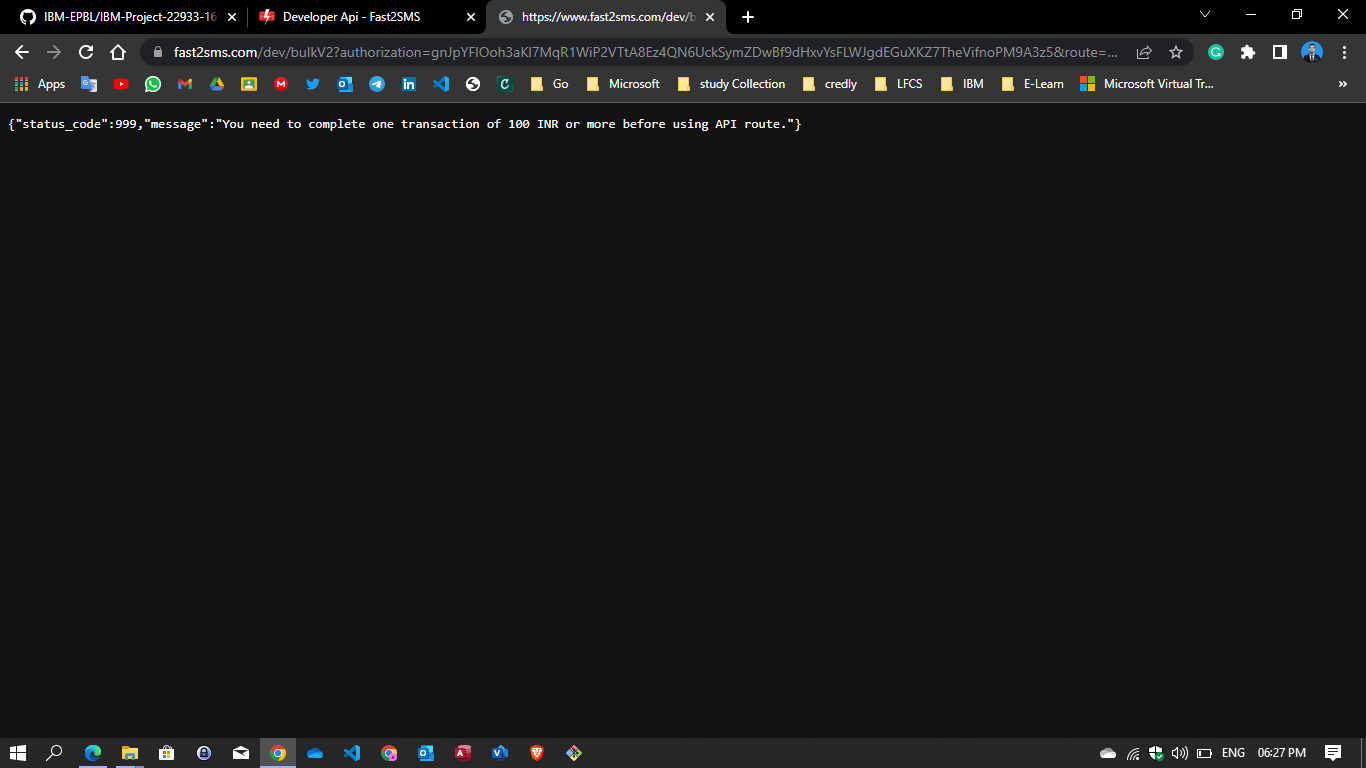 IBM-EPBL/IBM-Project-22933-16
Developer Api - Fast2SMS
https://www.fast2sms.com/dev/b
fast2sms.com/dev/bulkV2?authorization=gnJpYFIOoh3aKl7MqR1WiP2VTtA8Ez4QN6UckSymZDwBf9dHxvYsFLWJgdEGuXKZ7TheVifnoPM9A3z5&route=...
Apps
Go
Microsoft
study Collection
credly
LFCS
IBM
E-Learn
Microsoft Virtual Tr...
{"status_code":999,"message":"You need to complete one transaction of 100 INR or more before using API route."}
ENG
06:27 PM